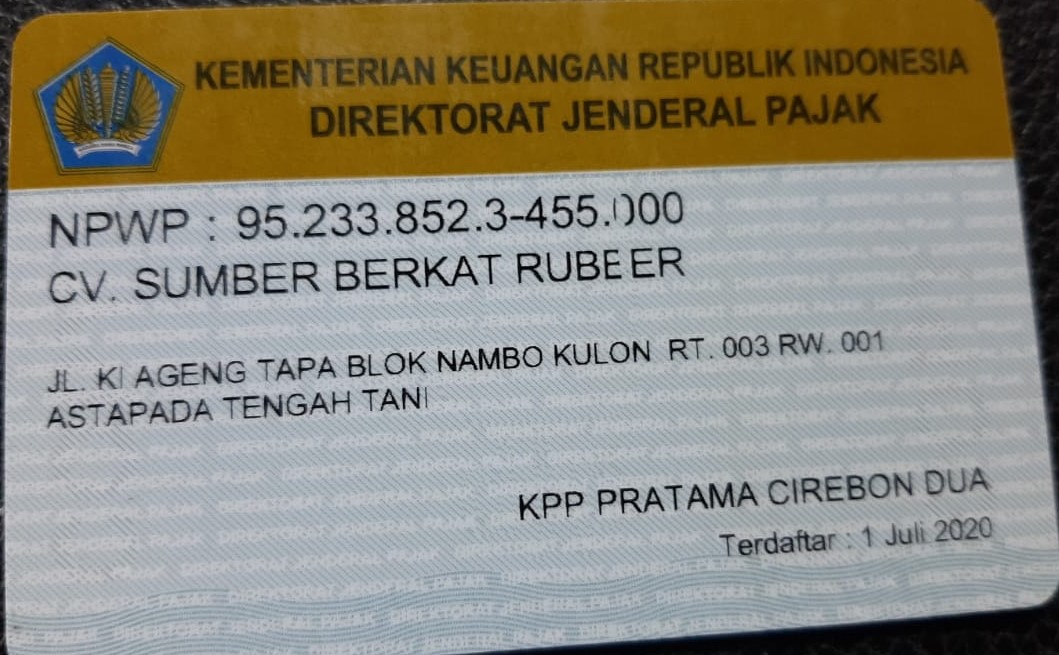 KEMENTERIAN KEUANGAN REPUBLIK INDONESIA
DIREKTORAT JENDERAL PAJAK
NPWP : 95.233.852.3-455.000
CV. SUMBER BERKAT RUBEER
JL. KI AGENG TAPA BLOK NAMBO KULON RT. 003 RW. 001
ASTAPADA TENGAH TANI
KPP PRATAMA CIREBON DUA
Terdaftar : 1 Juli 2020